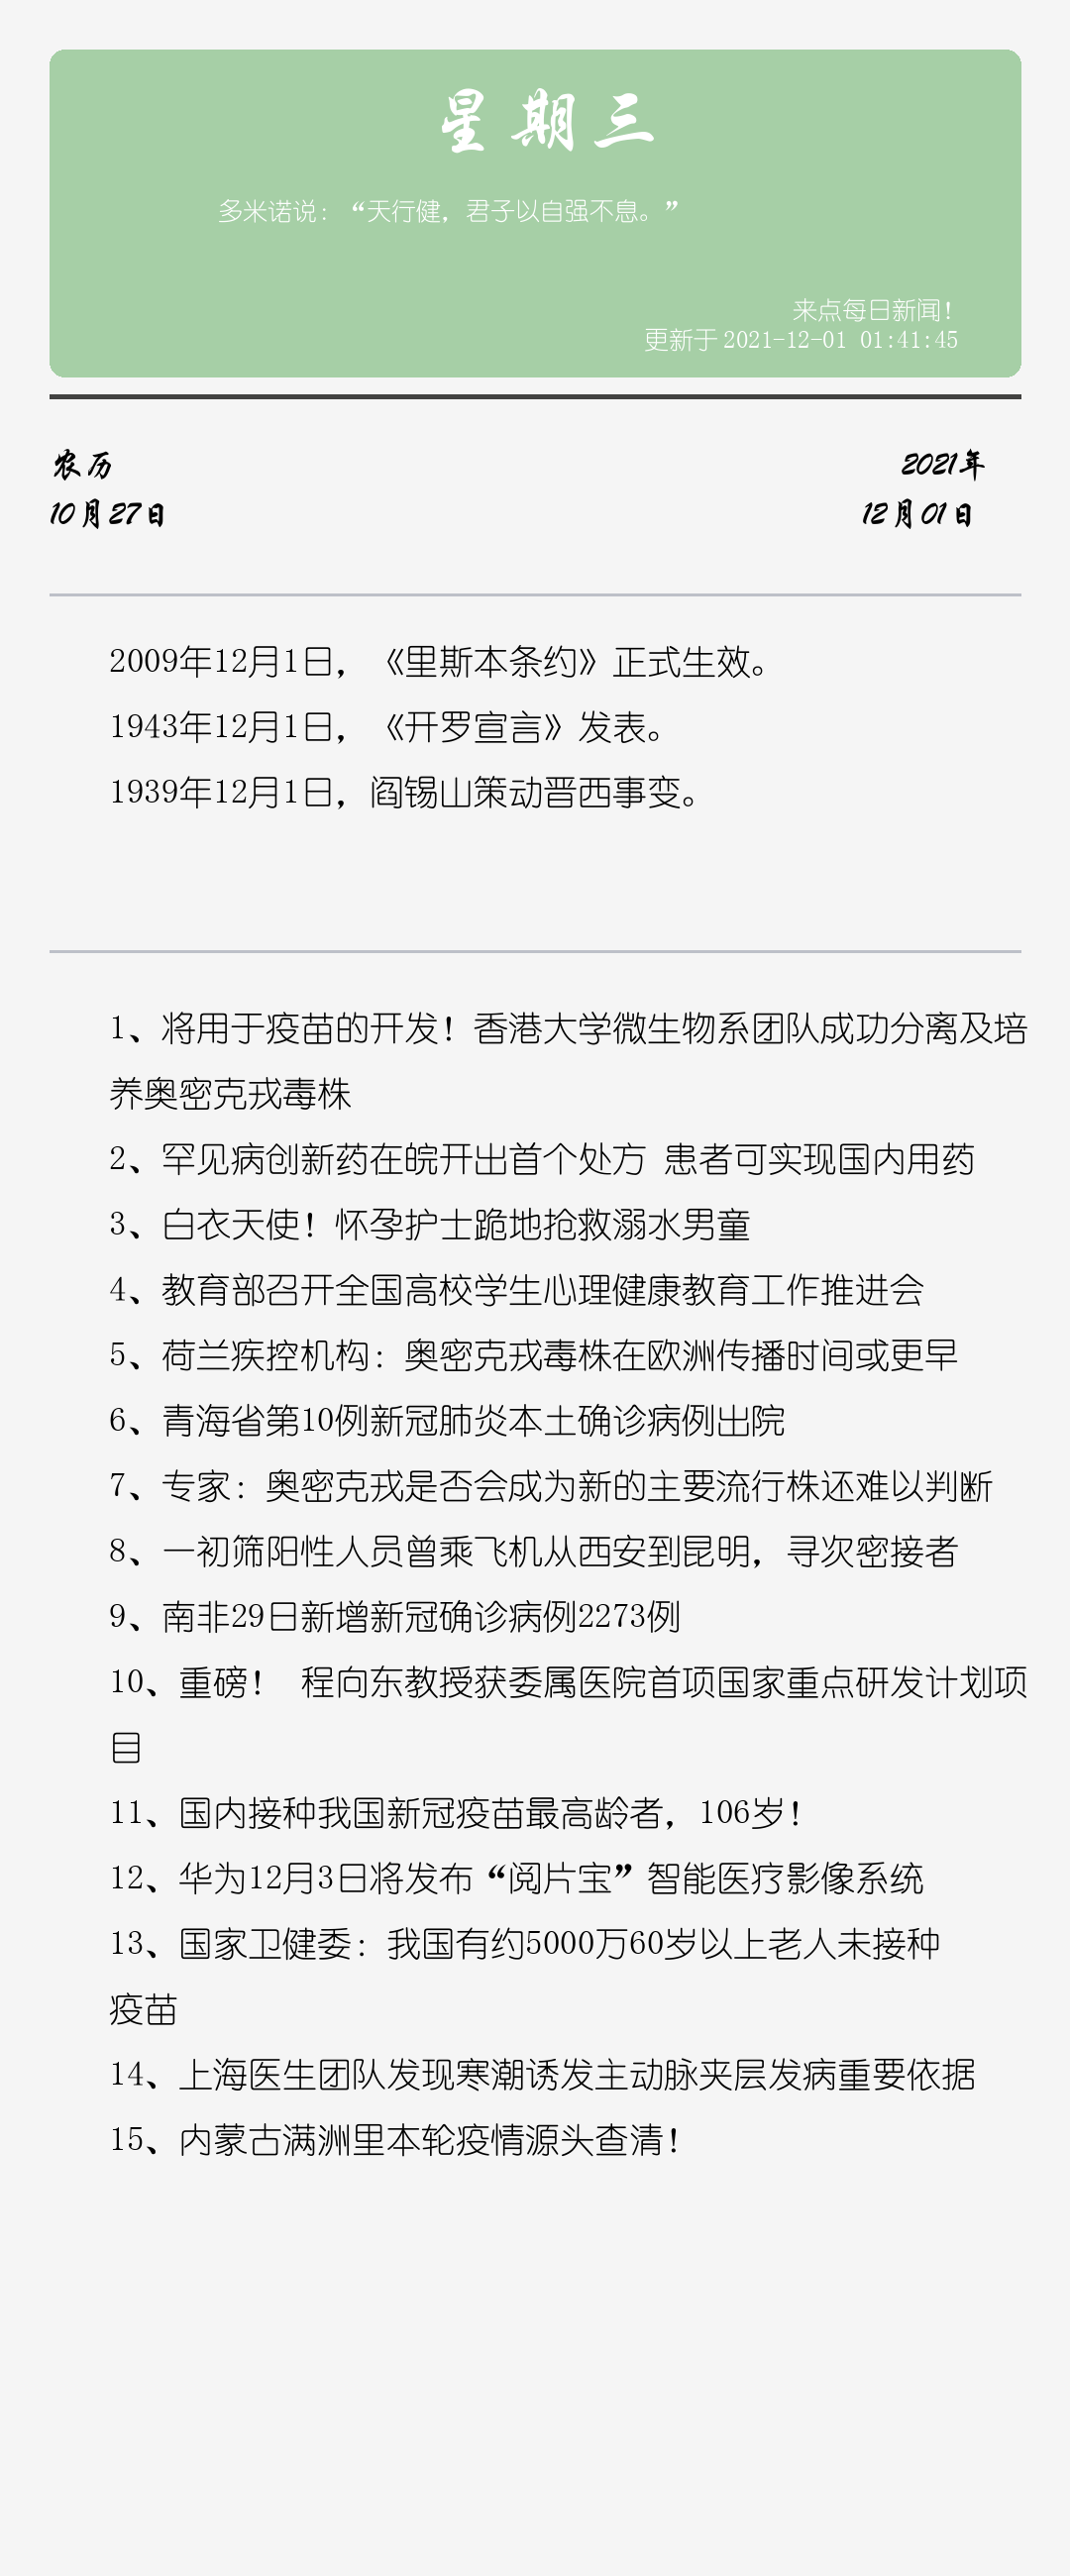 星期三
多米诺说：“天行健，君子以自强不息。”
来点每日新闻！
更新于 2021-12-01 01:41:45
农历
10月27日
2021年
12月01日
2009年12月1日，《里斯本条约》正式生效。
1943年12月1日，《开罗宣言》发表。
1939年12月1日，阎锡山策动晋西事变。
1、将用于疫苗的开发！香港大学微生物系团队成功分离及培
养奥密克戎毒株
2、罕见病创新药在皖开出首个处方 患者可实现国内用药
3、白衣天使！怀孕护士跪地抢救溺水男童
4、教育部召开全国高校学生心理健康教育工作推进会
5、荷兰疾控机构：奥密克戎毒株在欧洲传播时间或更早
6、青海省第10例新冠肺炎本土确诊病例出院
7、专家：奥密克戎是否会成为新的主要流行株还难以判断
8、一初筛阳性人员曾乘飞机从西安到昆明，寻次密接者
9、南非29日新增新冠确诊病例2273例
10、重磅！ 程向东教授获委属医院首项国家重点研发计划项
目
11、国内接种我国新冠疫苗最高龄者，106岁！
12、华为12月3日将发布“阅片宝”智能医疗影像系统
13、国家卫健委：我国有约5000万60岁以上老人未接种
疫苗
14、上海医生团队发现寒潮诱发主动脉夹层发病重要依据
15、内蒙古满洲里本轮疫情源头查清！